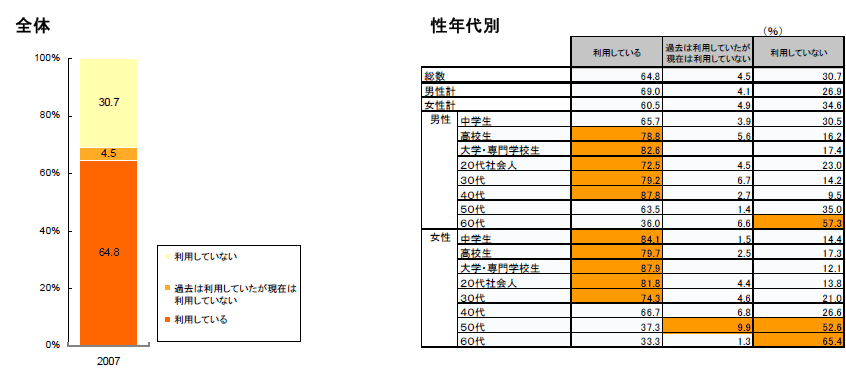 全体
100%
80%
60%
40%
20%
0%
30.7
4.5
64.8
2007
利用していない
過去は利用していたが現在は
利用していない
利用している
性年代別
(%)
利用している 過去は利用していたが 利用していない
現在は利用していない
総数 64.8 4.5 30.7
男性計 69.0 4.1 26.9
女性計 60.5 4.9 34.6
男性 中学生 65.7 3.9 30.5
高校生 78.8 5.6 16.2
大学・専門学校生 82.6 17.4
20代社会人 72.5 4.5 23.0
30代 79.2 6.7 14.2
40代 87.8 2.7 9.5
50代 63.5 1.4 35.0
60代 36.0 6.6 57.3
女性 中学生 84.1 1.5 14.4
高校生 79.7 2.5 17.3
大学・専門学校生 87.9 12.1
20代社会人 81.8 4.4 13.8
30代 74.3 4.6 21.0
40代 66.7 6.8 26.6
50代 37.3 9.9 52.6
60代 33.3 1.3 65.4